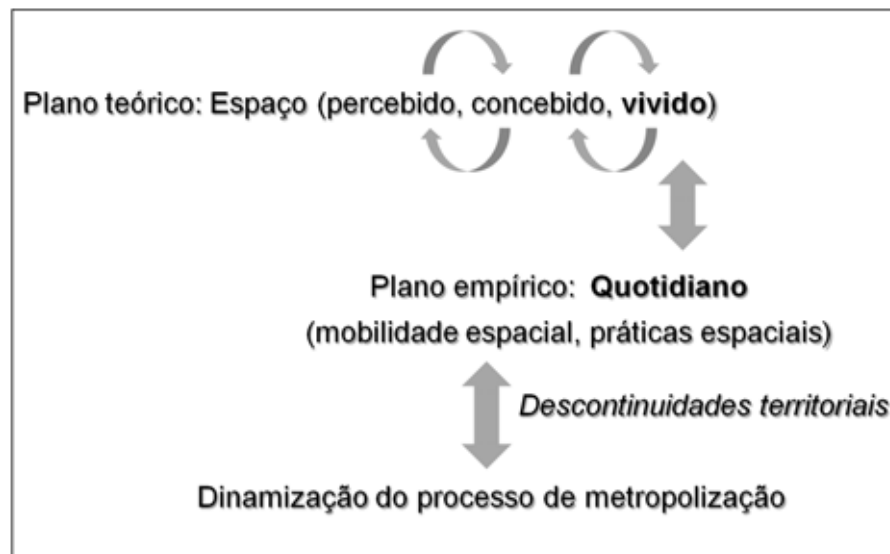 Plano teórico: Espaço (percebido, concebido, vivido)
Plano empírico: Quotidiano
(mobilidade espacial, práticas espaciais)
Descontinuidades territoriais
Dinamização do processo de metropolização